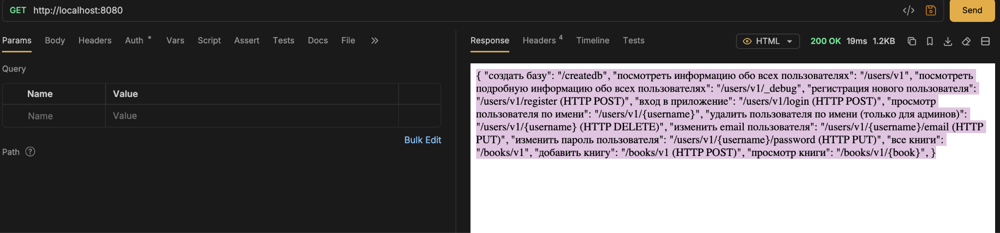 GET http://localhost:8080
</> Send
Params Body Headers Auth Vars Script Assert Tests Docs File »
Query
Name Value
Name Value
Bulk Edit
Path ?
Response Headers 4 Timeline Tests HTML 200 OK 19ms 1.2KB
{ "создать базу": "/createdb", "посмотреть информацию обо всех пользователях": "/users/v1", "посмотреть
подробную информацию обо всех пользователях": "/users/v1/_debug", "регистрация нового пользователя":
"/users/v1/register (HTTP POST)", "вход в приложение": "/users/v1/login (HTTP POST)", "просмотр
пользователя по имени": "/users/v1/{username}", "удалить пользователя по имени (только для админов)":
"/users/v1/{username} (HTTP DELETE)", "изменить email пользователя": "/users/v1/{username}/email (HTTP
PUT)", "изменить пароль пользователя": "/users/v1/{username}/password (HTTP PUT)", "все книги":
"/books/v1", "добавить книгу": "/books/v1 (HTTP POST)", "просмотр книги": "/books/v1/{book}", }